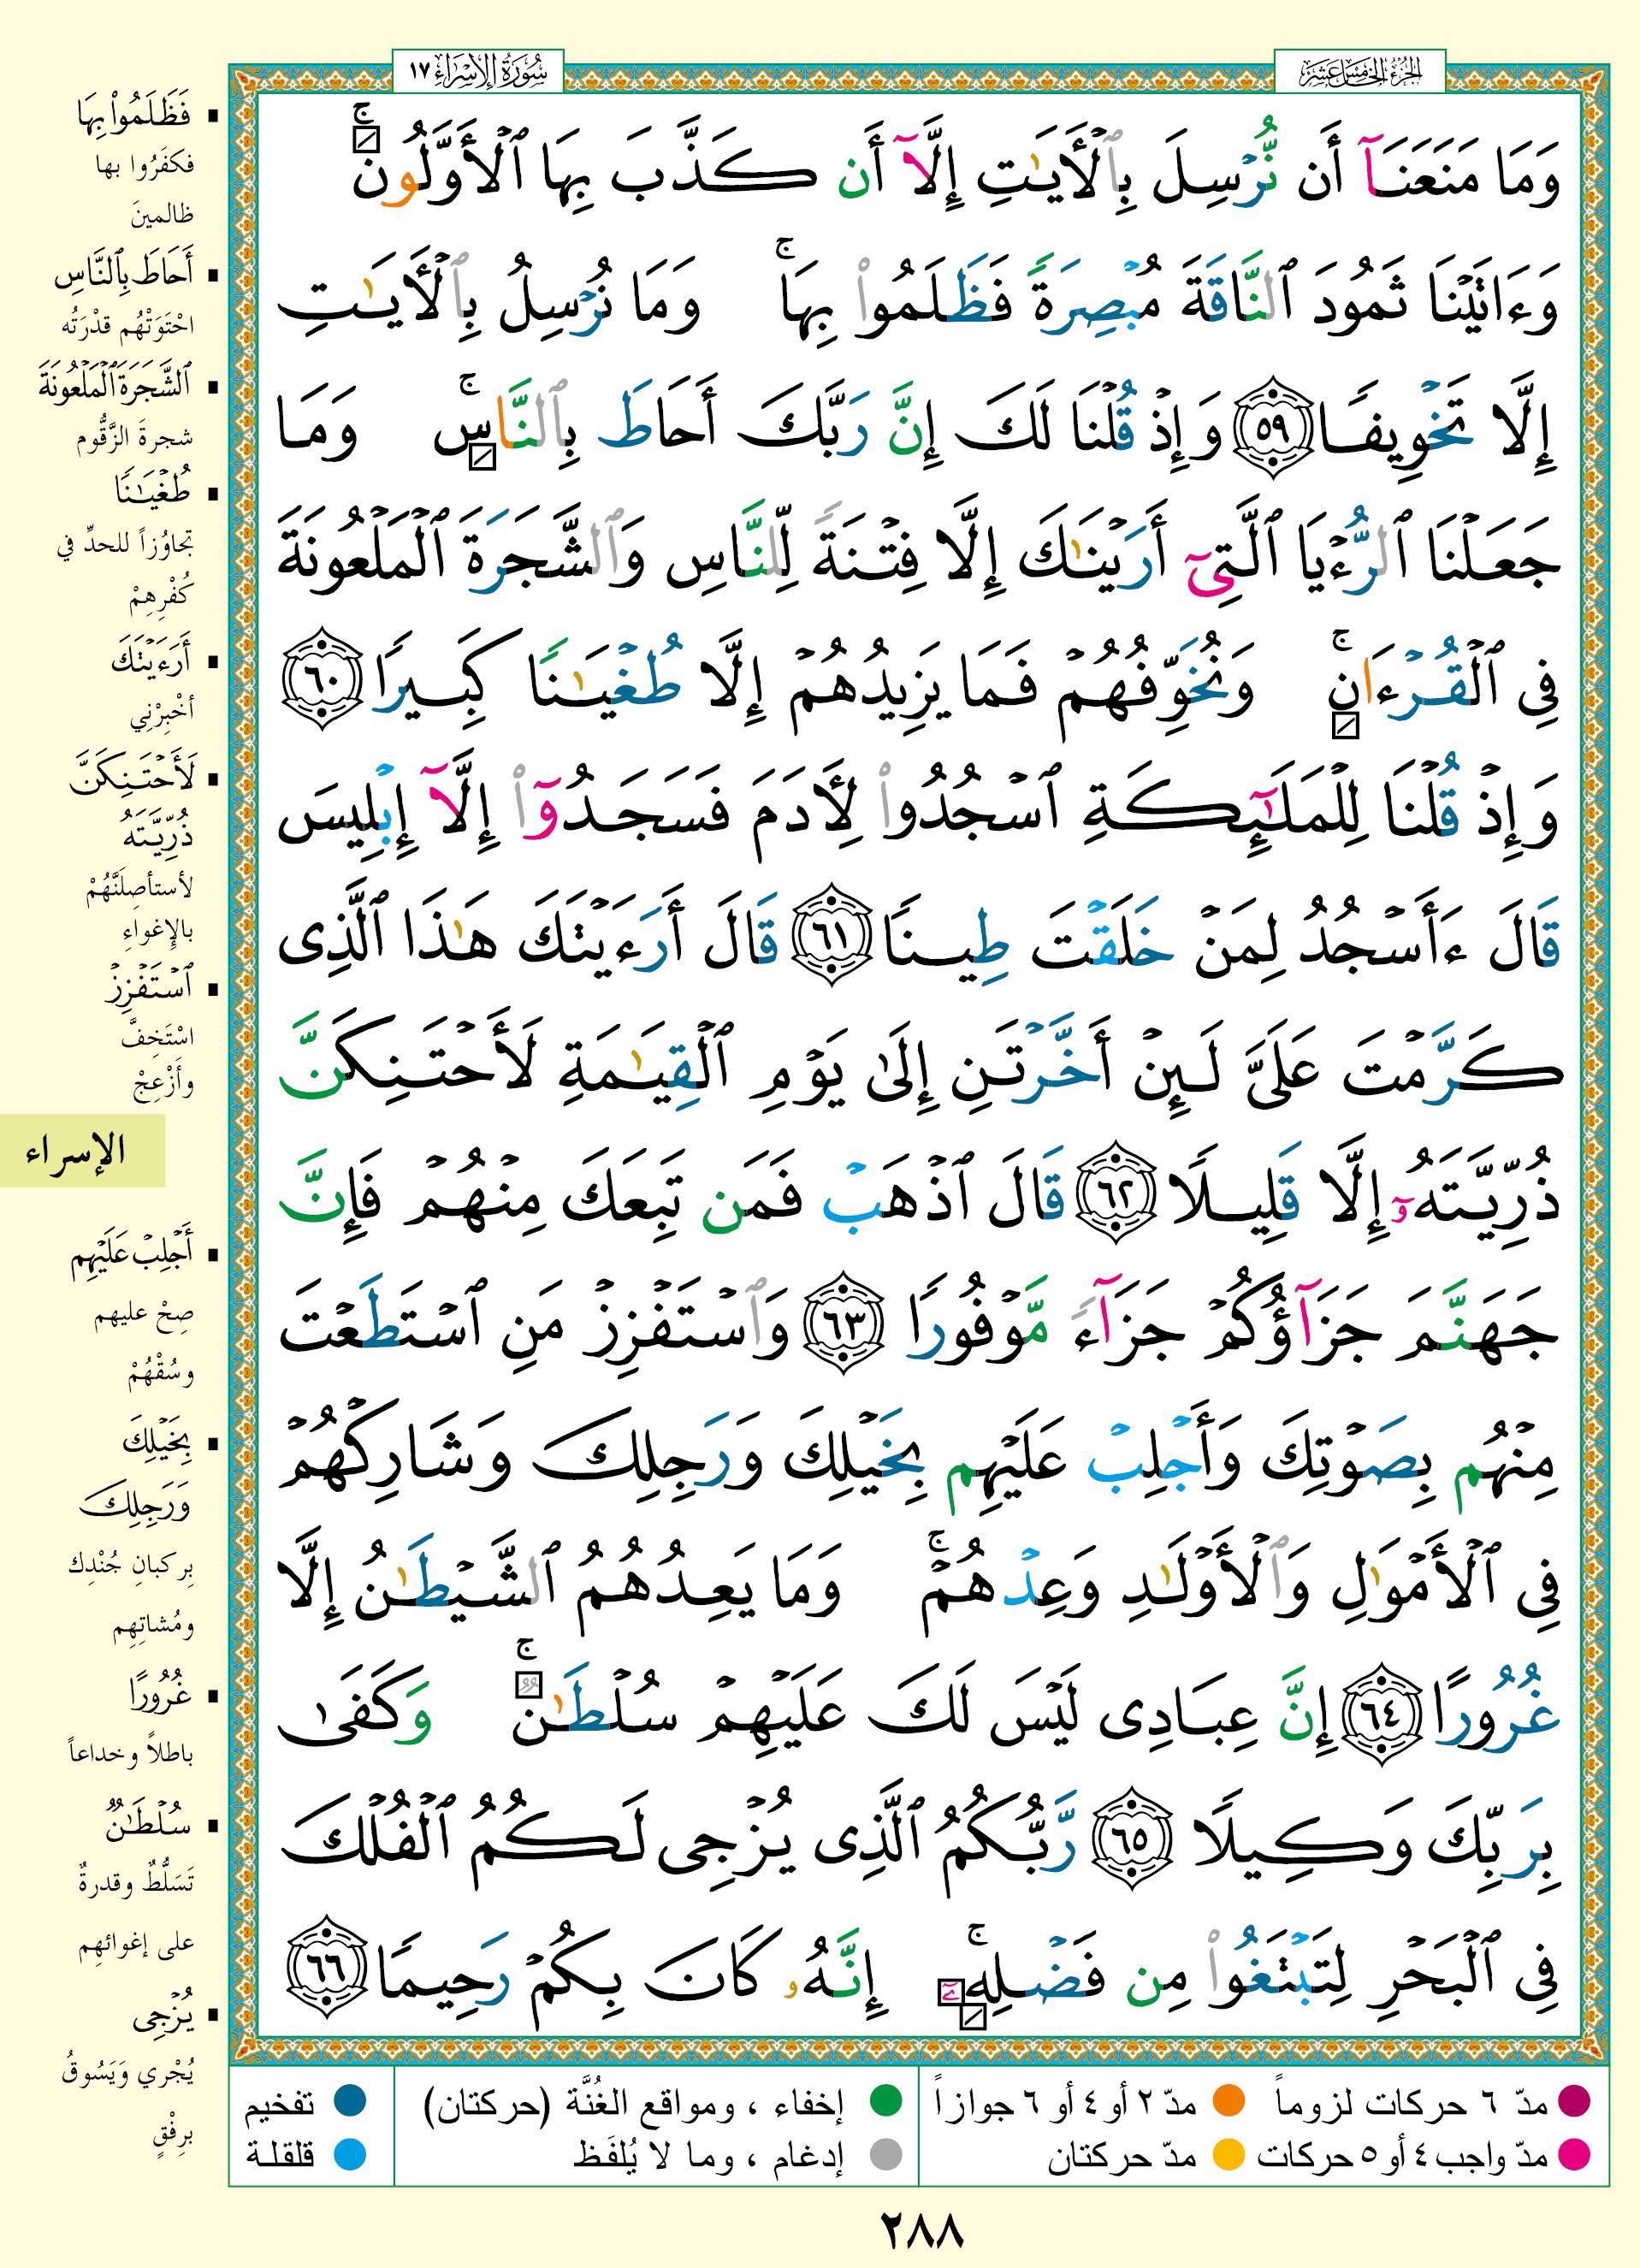 الجزء الخامس عشر
سورة الإسراء ١٧
وَمَا مَنَعَنَآ أَن نُّرْسِلَ بِٱلْأَيَٰتِ إِلَّآ أَن كَذَّبَ بِهَا ٱلْأَوَّلُونَ ۚ
وَءَاتَيْنَا ثَمُودَ ٱلنَّاقَةَ مُبْصِرَةً فَظَلَمُوا۟ بِهَا ۚ وَمَا نُرْسِلُ بِٱلْأَيَٰتِ
إِلَّا تَخْوِيفًا ٥٩ وَإِذْ قُلْنَا لَكَ إِنَّ رَبَّكَ أَحَاطَ بِٱلنَّاسِ ۚ وَمَا
جَعَلْنَا ٱلرُّءْيَا ٱلَّتِىٓ أَرَيْنَٰكَ إِلَّا فِتْنَةً لِّلنَّاسِ وَٱلشَّجَرَةَ ٱلْمَلْعُونَةَ
فِى ٱلْقُرْءَانِ ۚ وَنُخَوِّفُهُمْ فَمَا يَزِيدُهُمْ إِلَّا طُغْيَٰنًا كَبِيرًا ٦٠
وَإِذْ قُلْنَا لِلْمَلَٰٓئِكَةِ ٱسْجُدُوا۟ لِأَدَمَ فَسَجَدُوٓا۟ إِلَّآ إِبْلِيسَ
قَالَ ءَأَسْجُدُ لِمَنْ خَلَقْتَ طِينًا ٦١ قَالَ أَرَءَيْتَكَ هَٰذَا ٱلَّذِى
كَرَّمْتَ عَلَىَّ لَئِنْ أَخَّرْتَنِ إِلَىٰ يَوْمِ ٱلْقِيَٰمَةِ لَأَحْتَنِكَنَّ
ذُرِّيَّتَهُۥٓ إِلَّا قَلِيلًا ٦٢ قَالَ ٱذْهَبْ فَمَن تَبِعَكَ مِنْهُمْ فَإِنَّ
جَهَنَّمَ جَزَآؤُكُمْ جَزَآءً مَّوْفُورًا ٦٣ وَٱسْتَفْزِزْ مَنِ ٱسْتَطَعْتَ
مِنْهُم بِصَوْتِكَ وَأَجْلِبْ عَلَيْهِم بِخَيْلِكَ وَرَجِلِكَ وَشَارِكْهُمْ
فِى ٱلْأَمْوَٰلِ وَٱلْأَوْلَٰدِ وَعِدْهُمْ ۚ وَمَا يَعِدُهُمُ ٱلشَّيْطَٰنُ إِلَّا
غُرُورًا ٦٤ إِنَّ عِبَادِى لَيْسَ لَكَ عَلَيْهِمْ سُلْطَٰنٌ ۚ وَكَفَىٰ
بِرَبِّكَ وَكِيلًا ٦٥ رَّبُّكُمُ ٱلَّذِى يُزْجِى لَكُمُ ٱلْفُلْكَ
فِى ٱلْبَحْرِ لِتَبْتَغُوا۟ مِن فَضْلِهِۦٓ ۚ إِنَّهُۥ كَانَ بِكُمْ رَحِيمًا ٦٦
فَظَلَمُوا۟ بِهَا
فكفَرُوا بها
ظالمينَ
أَحَاطَ بِٱلنَّاسِ
احْتَوَتْهُم قدْرَتُه
ٱلشَّجَرَةَ ٱلْمَلْعُونَةَ
شجرةَ الزَّقُّوم
طُغْيَٰنًا
تجاوُزاً للحدِّ في
كُفْرِهِمْ
أَرَءَيْتَكَ
أخْبِرْنِي
لَأَحْتَنِكَنَّ
ذُرِّيَّتَهُ
لأستأصِلَنَّهُمْ
بالإغواءِ
ٱسْتَفْزِزْ
اسْتَخِفَّ
وأَزْعِجْ
الإسراء
أَجْلِبْ عَلَيْهِم
صِحْ عليهم
وسُقْهُمْ
بِخَيْلِكَ
وَرَجِلِكَ
بِركبانِ جُنْدِك
ومُشاتِهِم
غُرُورًا
باطلاً وخداعاً
سُلْطَٰنٌ
تَسَلُّطٌ وقدرةٌ
على إغوائهِم
يُزْجِى
يُجْري وَيَسُوقُ
برِفْقٍ
مدّ ٦ حركات لزوماً مدّ ٢ أو ٤ أو ٦ جوازاً إخفاء ، ومواقع الغُنَّة (حركتان) تفخيم
مدّ واجب ٤ أو ٥ حركات مدّ حركتان إدغام ، وما لا يُلفَظ قلقلة
٢٨٨